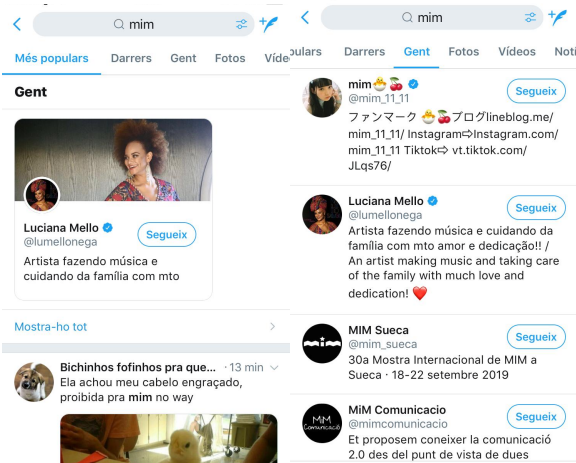 mim
Més populars Darrers Gent Fotos Víde
Gent
Luciana Mello
@lumellonega
Segueix
Artista fazendo música e
cuidando da família com mto
Mostra-ho tot
Bichinhos fofinhos pra que... · 13 min
Ela achou meu cabelo engraçado,
proibida pra mim no way
mim
pulars Darrers Gent Fotos Vídeos Notí
mim🐣🍒
@mim_11_11
Segueix
ファンマーク 🐣🍒ブログlineblog.me/
mim_11_11/ Instagram⇨Instagram.com/
mim_11_11 Tiktok⇨ vt.tiktok.com/
JLqs76/
Luciana Mello
@lumellonega
Segueix
Artista fazendo música e cuidando da
família com mto amor e dedicação!! /
An artist making music and taking care
of the family with much love and
dedication! ❤️
MIM Sueca
@mim_sueca
Segueix
30a Mostra Internacional de MIM a
Sueca · 18-22 setembre 2019
MiM
Comunicació
MiM Comunicacio
@mimcomunicacio
Segueix
Et proposem coneixer la comunicació
2.0 des del punt de vista de dues